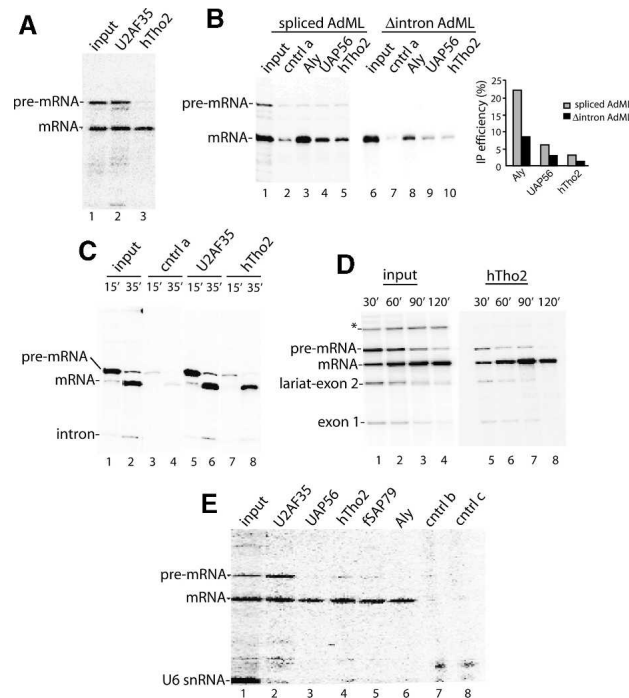 A
input
U2AF35
hTho2
pre-mRNA
mRNA
1 2 3
B
spliced AdML
Δintron AdML
input
cntrl a
Aly
UAP56
hTho2
input
cntrl a
Aly
UAP56
hTho2
pre-mRNA
mRNA
1 2 3 4 5 6 7 8 9 10
IP efficiency (%)
25
20
15
10
5
0
Aly
UAP56
hTho2
spliced AdML
Δintron AdML
C
input
cntrl a
U2AF35
hTho2
15' 35' 15' 35' 15' 35' 15' 35'
pre-mRNA
mRNA
intron
1 2 3 4 5 6 7 8
D
input
hTho2
30' 60' 90' 120' 30' 60' 90' 120'
*
pre-mRNA
mRNA
lariat-exon 2
exon 1
1 2 3 4 5 6 7 8
E
input
U2AF35
UAP56
hTho2
fSAP79
Aly
cntrl b
cntrl c
pre-mRNA
mRNA
U6 snRNA
1 2 3 4 5 6 7 8